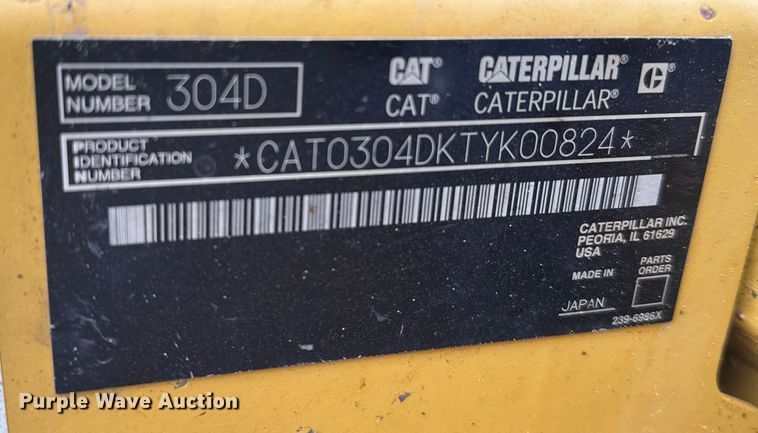 MODEL NUMBER 304D
CAT® CATERPILLAR® C®
CAT® CATERPILLAR®
PRODUCT IDENTIFICATION NUMBER *CAT0304DKTYK00824*
CATERPILLAR INC.
PEORIA, IL 61629
USA
MADE IN
JAPAN
PARTS ORDER
239-6986X
Purple Wave Auction